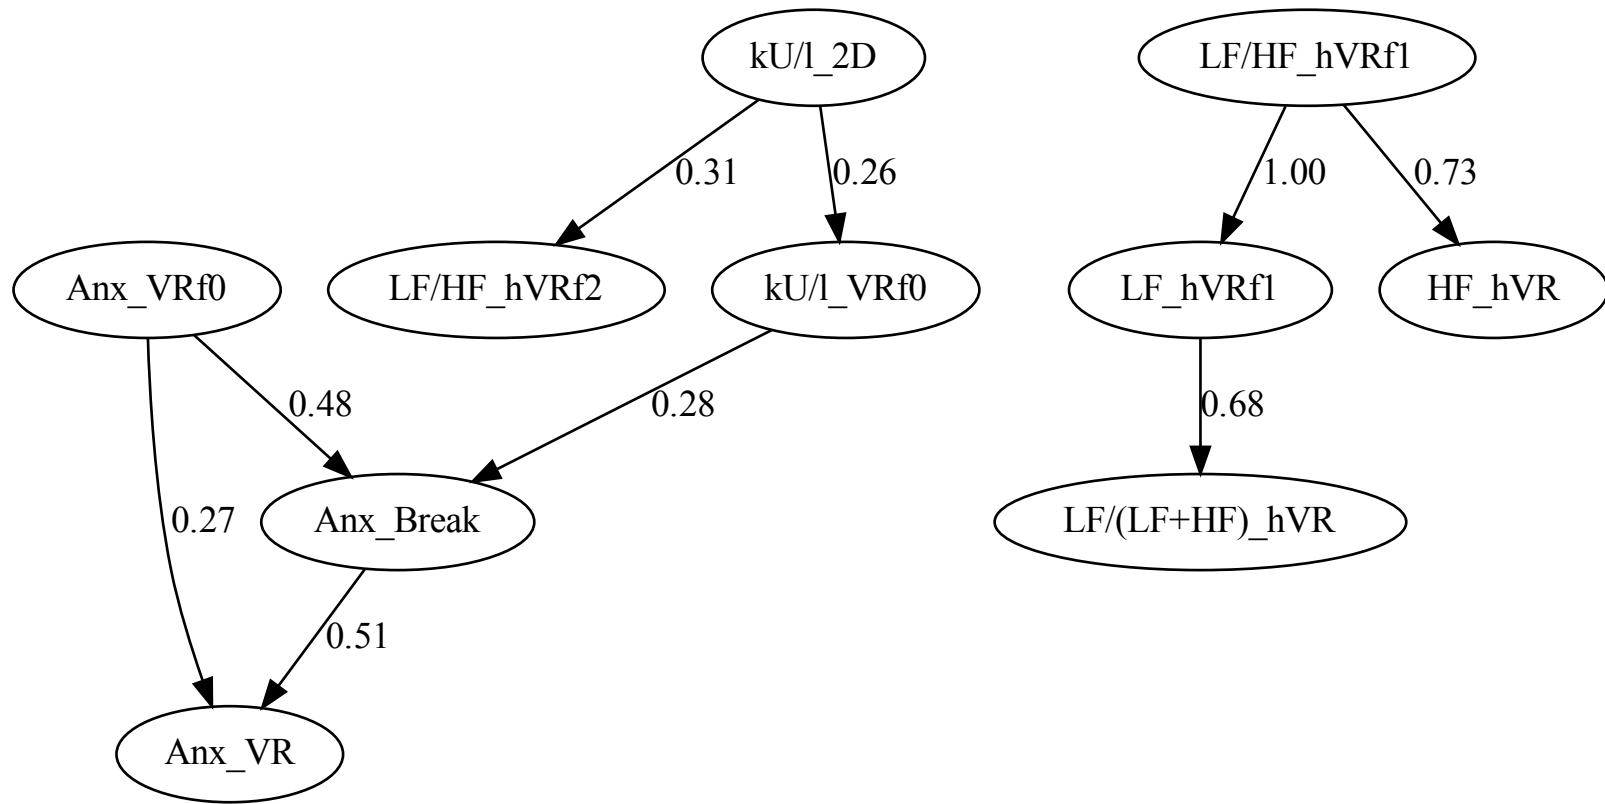 kU/l_2D
LF/HF_hVRf1
0.31
0.26
1.00
0.73
Anx_VRf0
LF/HF_hVRf2
kU/l_VRf0
LF_hVRf1
HF_hVR
0.48
0.28
0.68
0.27
Anx_Break
LF/(LF+HF)_hVR
0.51
Anx_VR